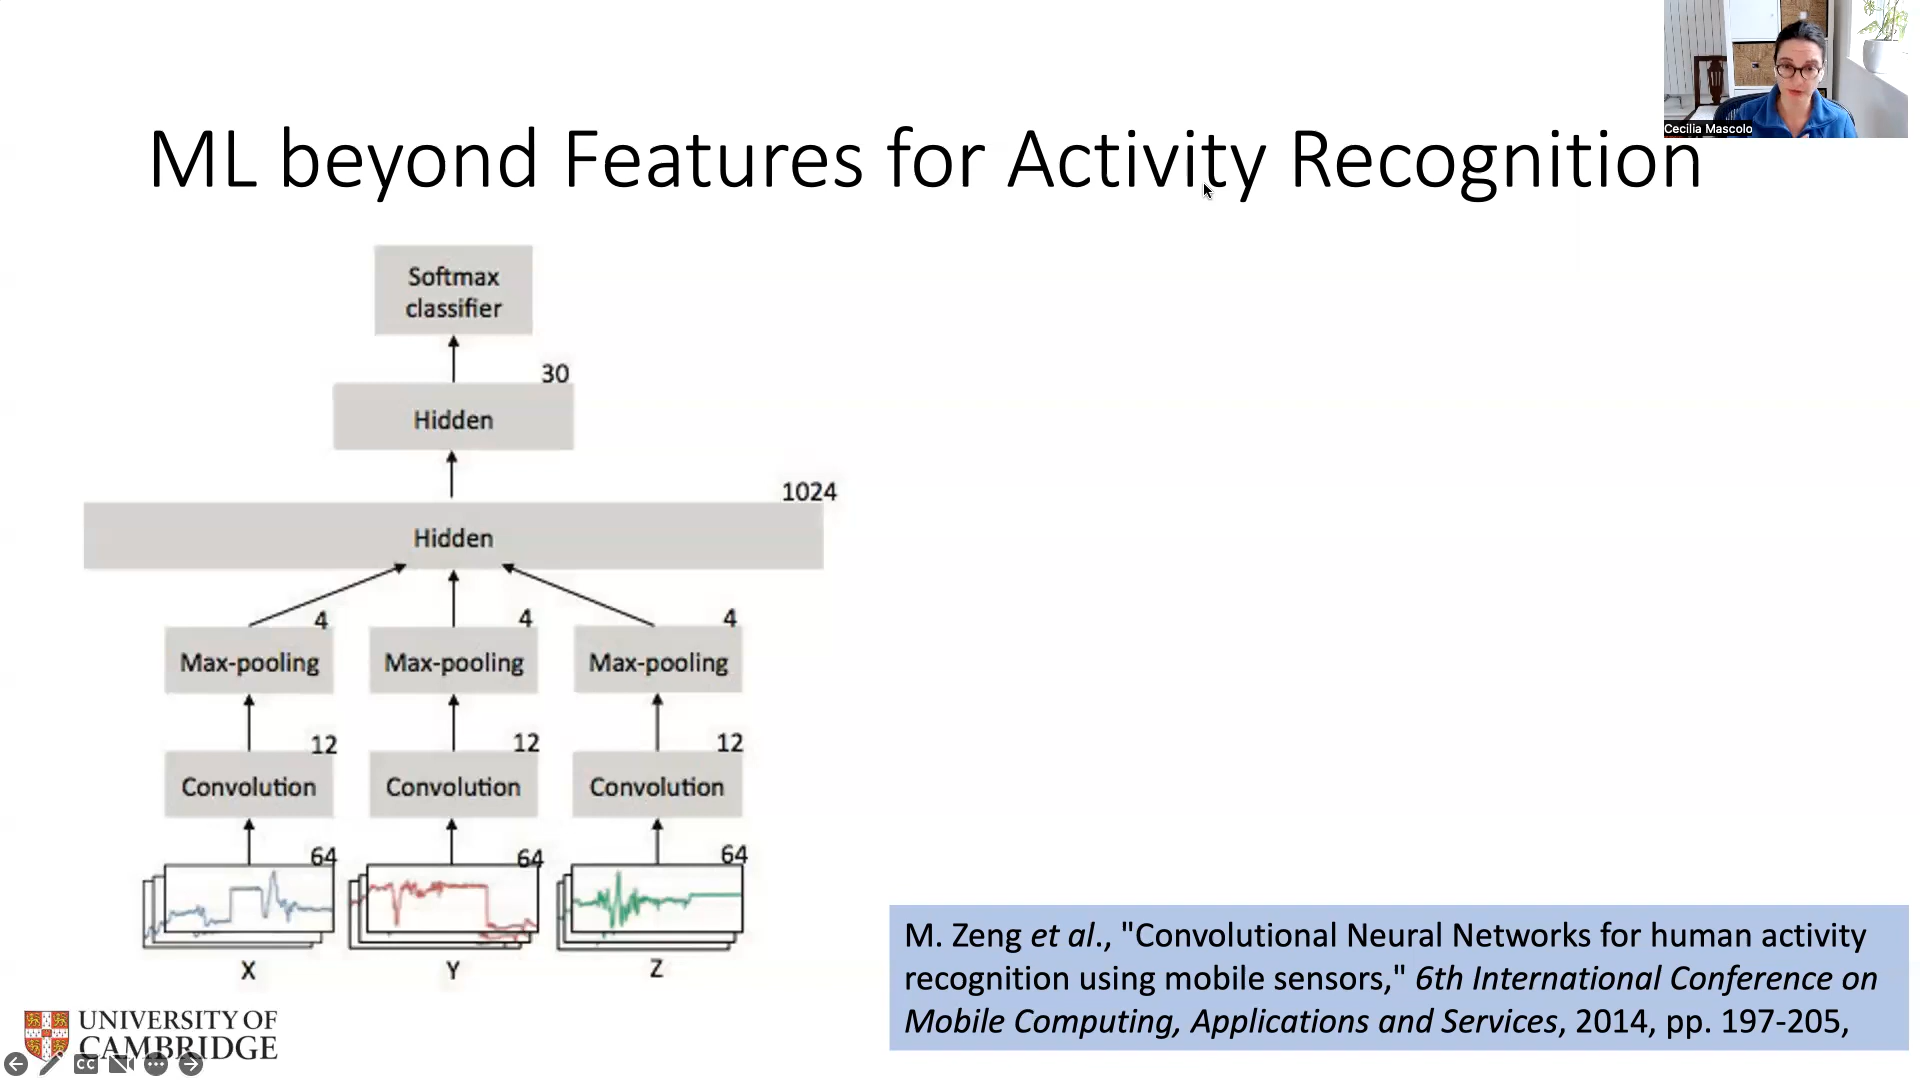 Cecilia Mascolo
ML beyond Features for Activity Recognition
Softmax
classifier
30
Hidden
1024
Hidden
4 4 4
Max-pooling Max-pooling Max-pooling
12 12 12
Convolution Convolution Convolution
64 64 64
X Y Z
M. Zeng et al., "Convolutional Neural Networks for human activity
recognition using mobile sensors," 6th International Conference on
Mobile Computing, Applications and Services, 2014, pp. 197-205,
UNIVERSITY OF
CAMBRIDGE
CC